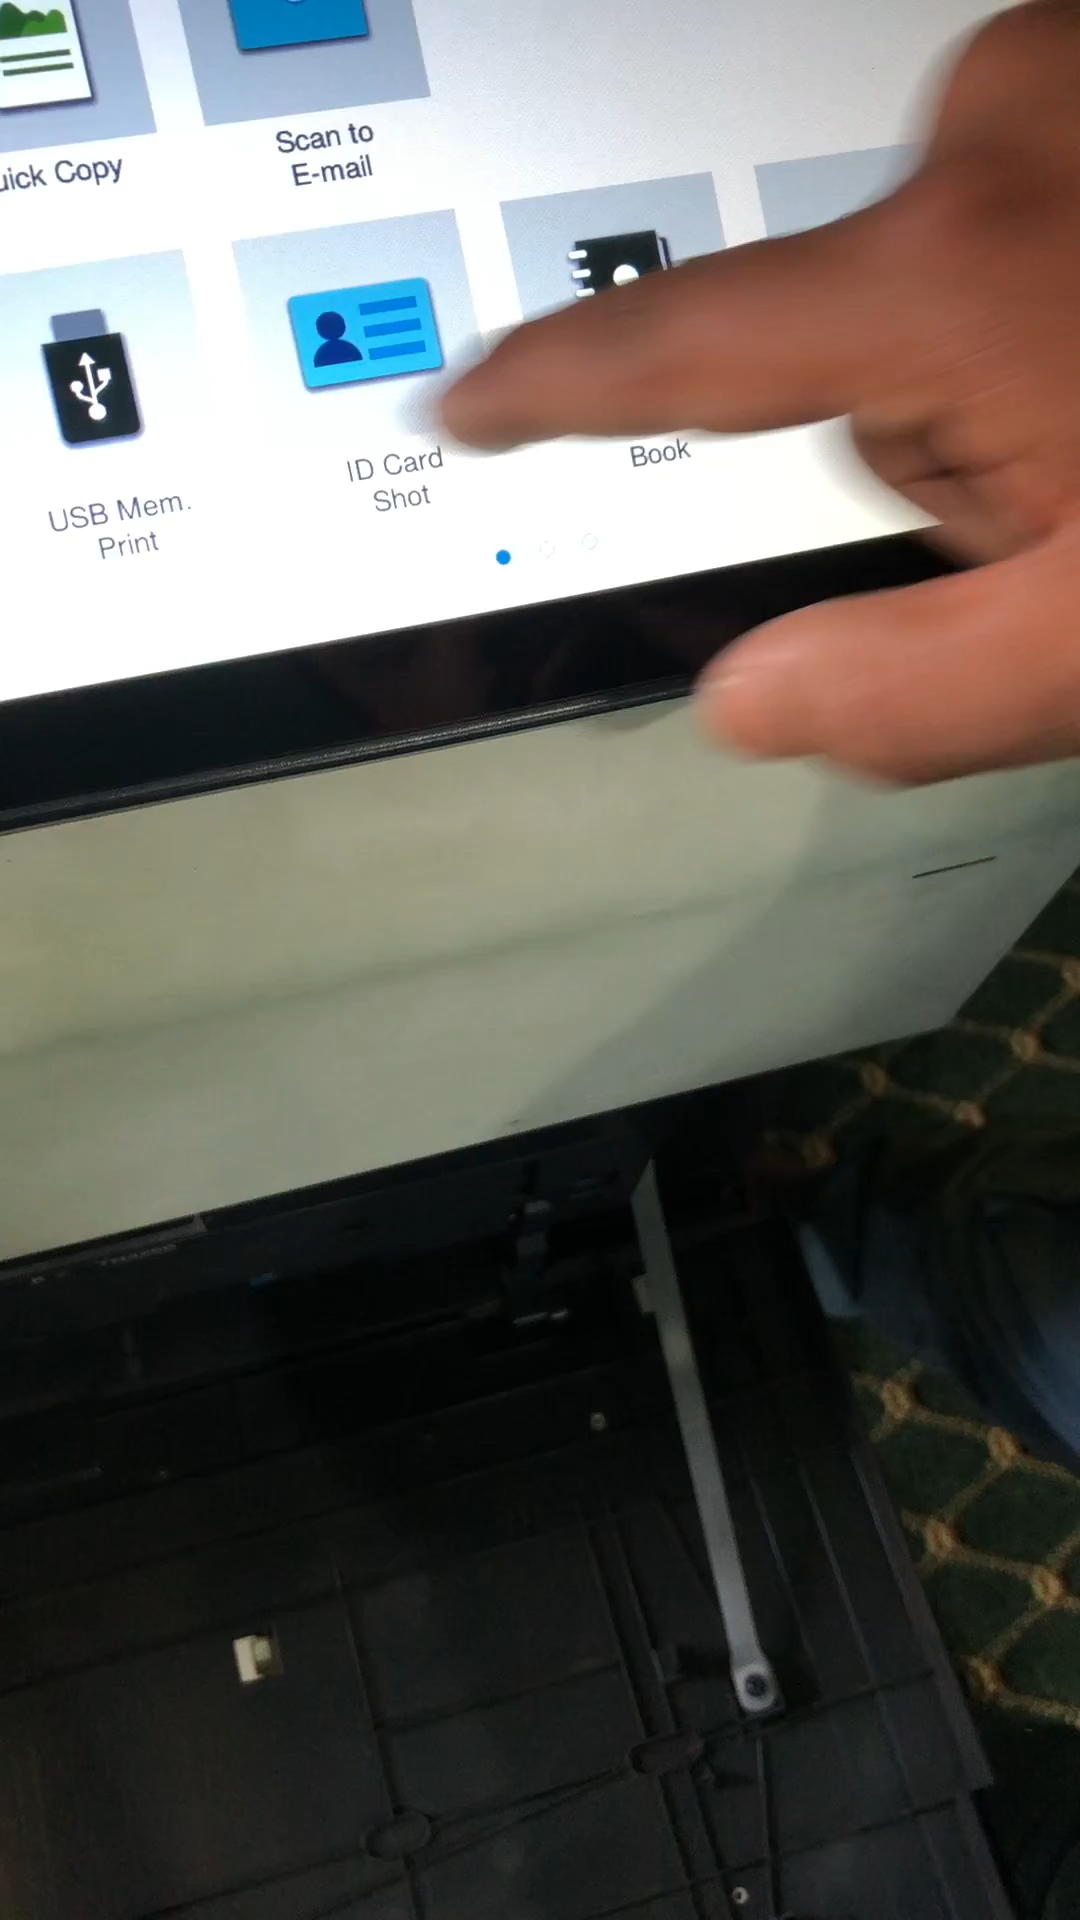 uick Copy
Scan to
E-mail
USB Mem.
Print
ID Card
Shot
Book